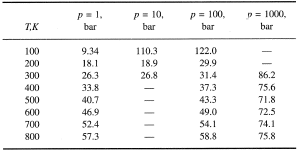 T,K p = 1, bar p = 10, bar p = 100, bar p = 1000, bar
100 9.34 110.3 122.0 —
200 18.1 18.9 29.9 —
300 26.3 26.8 31.4 86.2
400 33.8 — 37.3 75.6
500 40.7 — 43.3 71.8
600 46.9 — 49.0 72.5
700 52.4 — 54.1 74.1
800 57.3 — 58.8 75.8